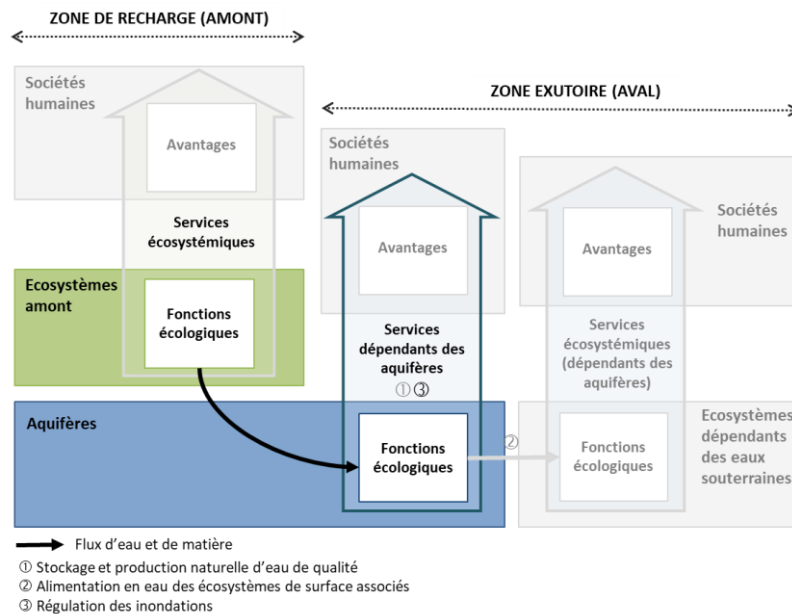 ZONE DE RECHARGE (AMONT)
Sociétés
humaines
Avantages
Services
écosystémiques
Ecosystèmes
amont
Fonctions
écologiques
ZONE EXUTOIRE (AVAL)
Sociétés
humaines
Avantages
Services
dépendants des
aquifères
① ③
Aquifères
Fonctions
écologiques
②
Sociétés
humaines
Avantages
Services
écosystémiques
(dépendants des
aquifères)
Fonctions
écologiques
Ecosystèmes
dépendants
des eaux
souterraines
Flux d'eau et de matière
① Stockage et production naturelle d'eau de qualité
② Alimentation en eau des écosystèmes de surface associés
③ Régulation des inondations